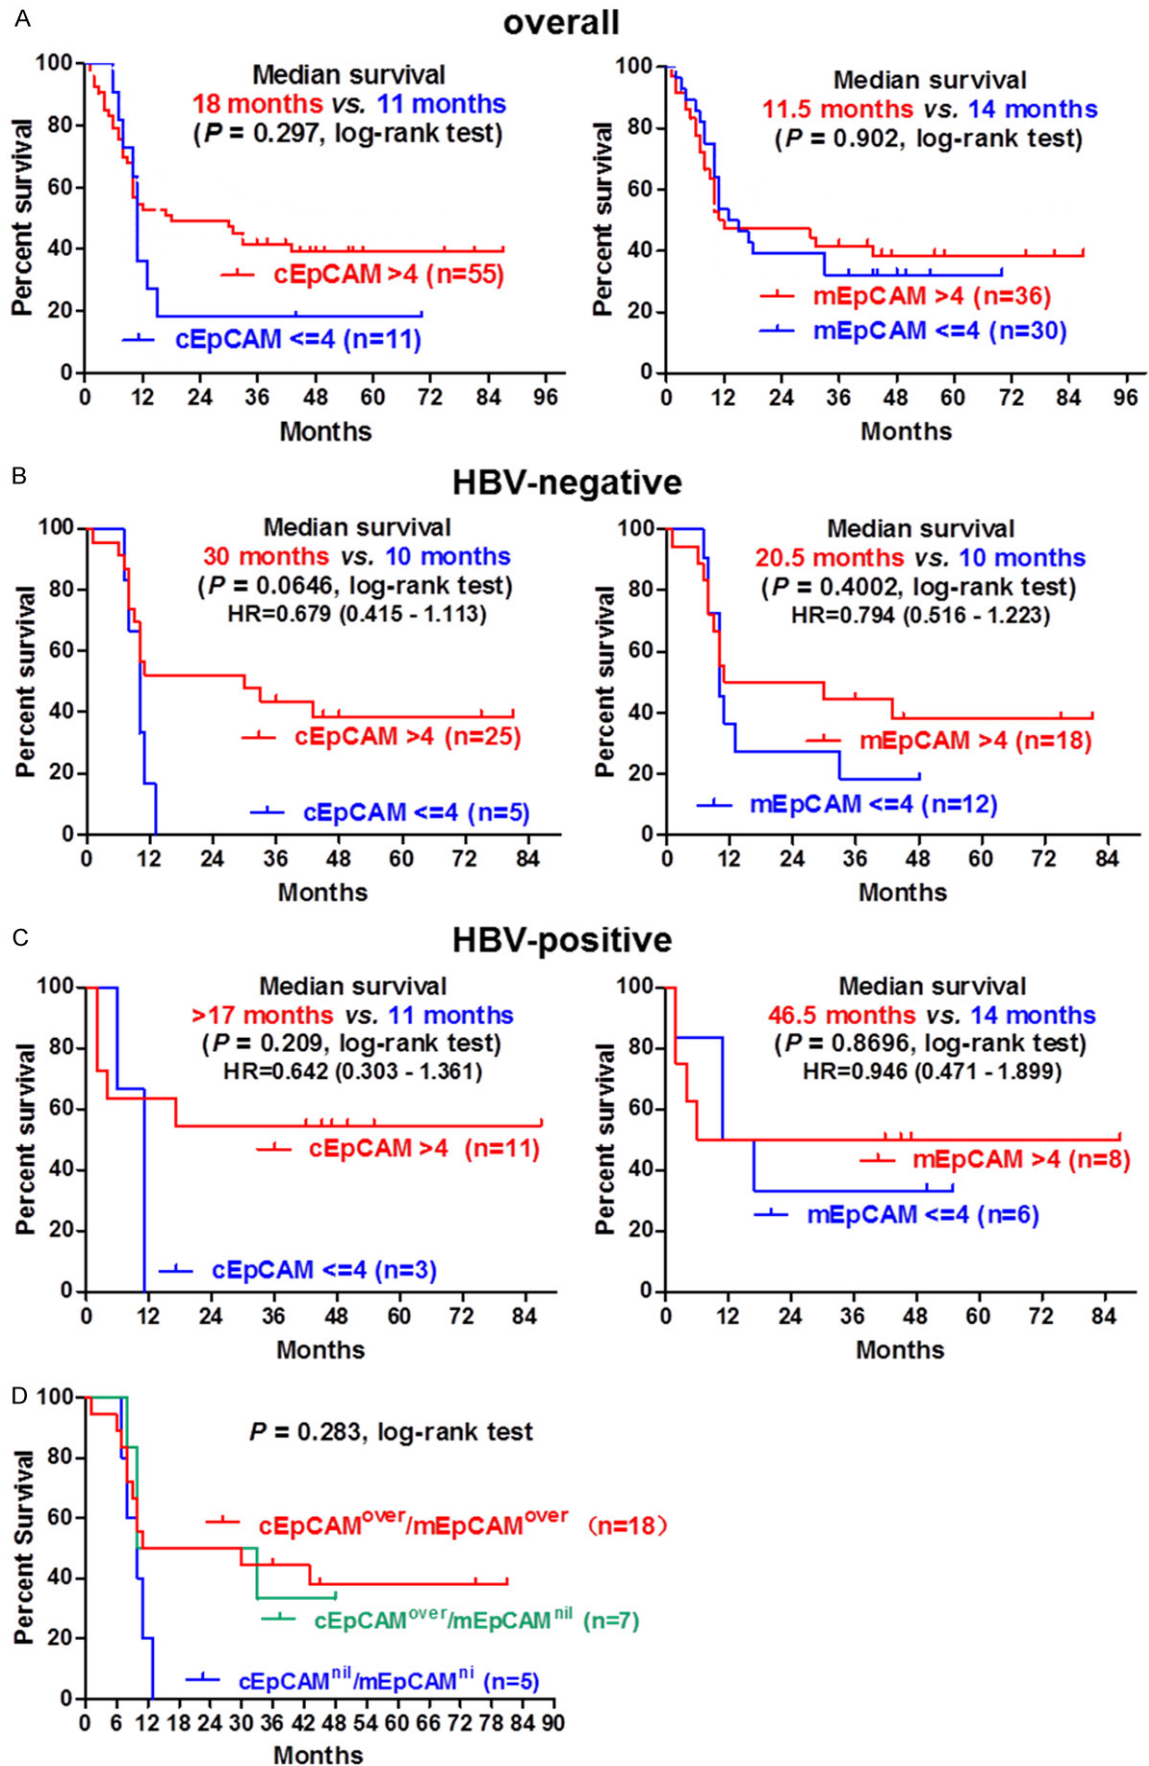 A
overall
Median survival
18 months vs. 11 months
(P = 0.297, log-rank test)
cEpCAM >4 (n=55)
cEpCAM <=4 (n=11)
Percent survival
100
80
60
40
20
0
0 12 24 36 48 60 72 84 96
Months
Median survival
11.5 months vs. 14 months
(P = 0.902, log-rank test)
mEpCAM >4 (n=36)
mEpCAM <=4 (n=30)
Percent survival
100
80
60
40
20
0
0 12 24 36 48 60 72 84 96
Months
B
HBV-negative
Median survival
30 months vs. 10 months
(P = 0.0646, log-rank test)
HR=0.679 (0.415 - 1.113)
cEpCAM >4 (n=25)
cEpCAM <=4 (n=5)
Percent survival
100
80
60
40
20
0
0 12 24 36 48 60 72 84
Months
Median survival
20.5 months vs. 10 months
(P = 0.4002, log-rank test)
HR=0.794 (0.516 - 1.223)
mEpCAM >4 (n=18)
mEpCAM <=4 (n=12)
Percent survival
100
80
60
40
20
0
0 12 24 36 48 60 72 84
Months
C
HBV-positive
Median survival
>17 months vs. 11 months
(P = 0.209, log-rank test)
HR=0.642 (0.303 - 1.361)
cEpCAM >4 (n=11)
cEpCAM <=4 (n=3)
Percent survival
100
80
60
40
20
0
0 12 24 36 48 60 72 84
Months
Median survival
46.5 months vs. 14 months
(P = 0.8696, log-rank test)
HR=0.946 (0.471 - 1.899)
mEpCAM >4 (n=8)
mEpCAM <=4 (n=6)
Percent survival
100
80
60
40
20
0
0 12 24 36 48 60 72 84
Months
D
P = 0.283, log-rank test
cEpCAMover/mEpCAMover (n=18)
cEpCAMover/mEpCAMnil (n=7)
cEpCAMnil/mEpCAMni (n=5)
Percent Survival
100
80
60
40
20
0
0 6 12 18 24 30 36 42 48 54 60 66 72 78 84 90
Months